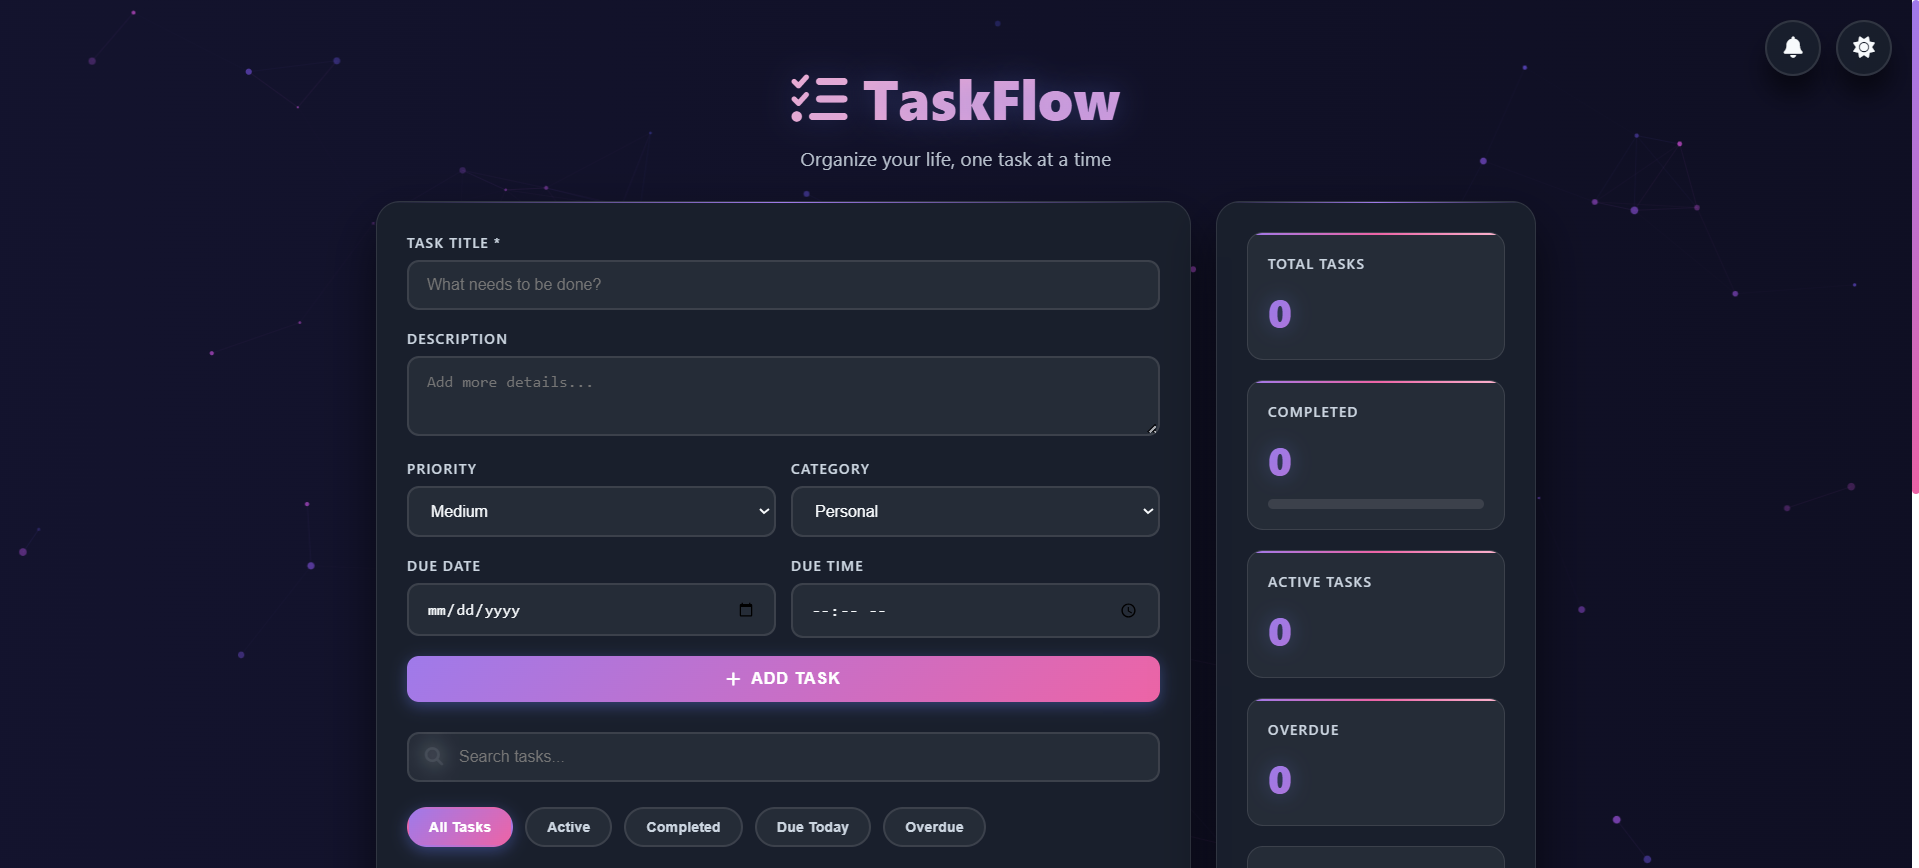 TaskFlow
Organize your life, one task at a time
TASK TITLE *
What needs to be done?
DESCRIPTION
Add more details...
PRIORITY
CATEGORY
Medium
Personal
DUE DATE
DUE TIME
mm/dd/yyyy
--:-- --
+ ADD TASK
Search tasks...
All Tasks
Active
Completed
Due Today
Overdue
TOTAL TASKS
0
COMPLETED
0
ACTIVE TASKS
0
OVERDUE
0